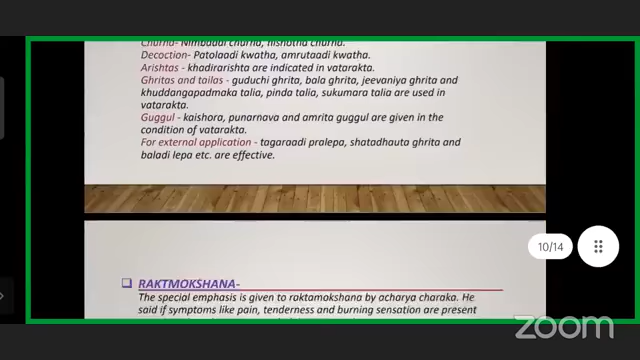 Churna- Nimbadi churna, nishotha churna.
Decoction- Patolaadi kwatha, amrutaadi kwatha.
Arishtas - khadirarishta are indicated in vatarakta.
Ghritas and tailas - guduchi ghrita, bala ghrita, jeevaniya ghrita and
khuddangapadmaka talia, pinda talia, sukumara talia are used in
vatarakta.
Guggul - kaishora, punarnava and amrita guggul are given in the
condition of vatarakta.
For external application - tagaraadi pralepa, shatadhauta ghrita and
baladi lepa etc. are effective.
10/14
RAKTMOKSHANA-
The special emphasis is given to raktamokshana by acharya charaka. He
said if symptoms like pain, tenderness and burning sensation are present
zoom